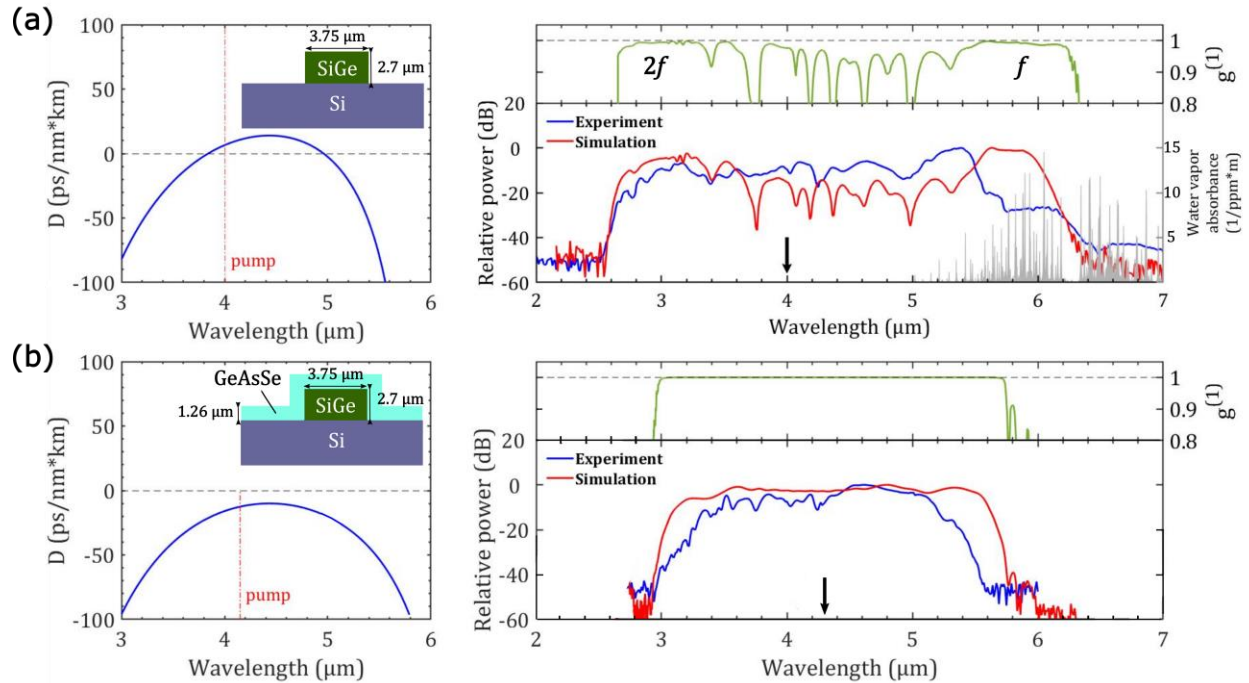 (a)
100
50
0
-50
-100
D (ps/nm*km)
3.75 μm
SiGe
2.7 μm
Si
pump
3 4 5 6
Wavelength (μm)
2f
f
1
0.9
0.8
g(1)
20
0
-20
-40
-60
Relative power (dB)
Experiment
Simulation
15
10
5
Water vapor
absorbance
(1/ppm*m)
2 3 4 5 6 7
Wavelength (μm)
(b)
100
50
0
-50
-100
D (ps/nm*km)
GeAsSe
3.75 μm
1.26 μm
SiGe
2.7 μm
Si
pump
3 4 5 6
Wavelength (μm)
1
0.9
0.8
g(1)
20
0
-20
-40
-60
Relative power (dB)
Experiment
Simulation
2 3 4 5 6 7
Wavelength (μm)